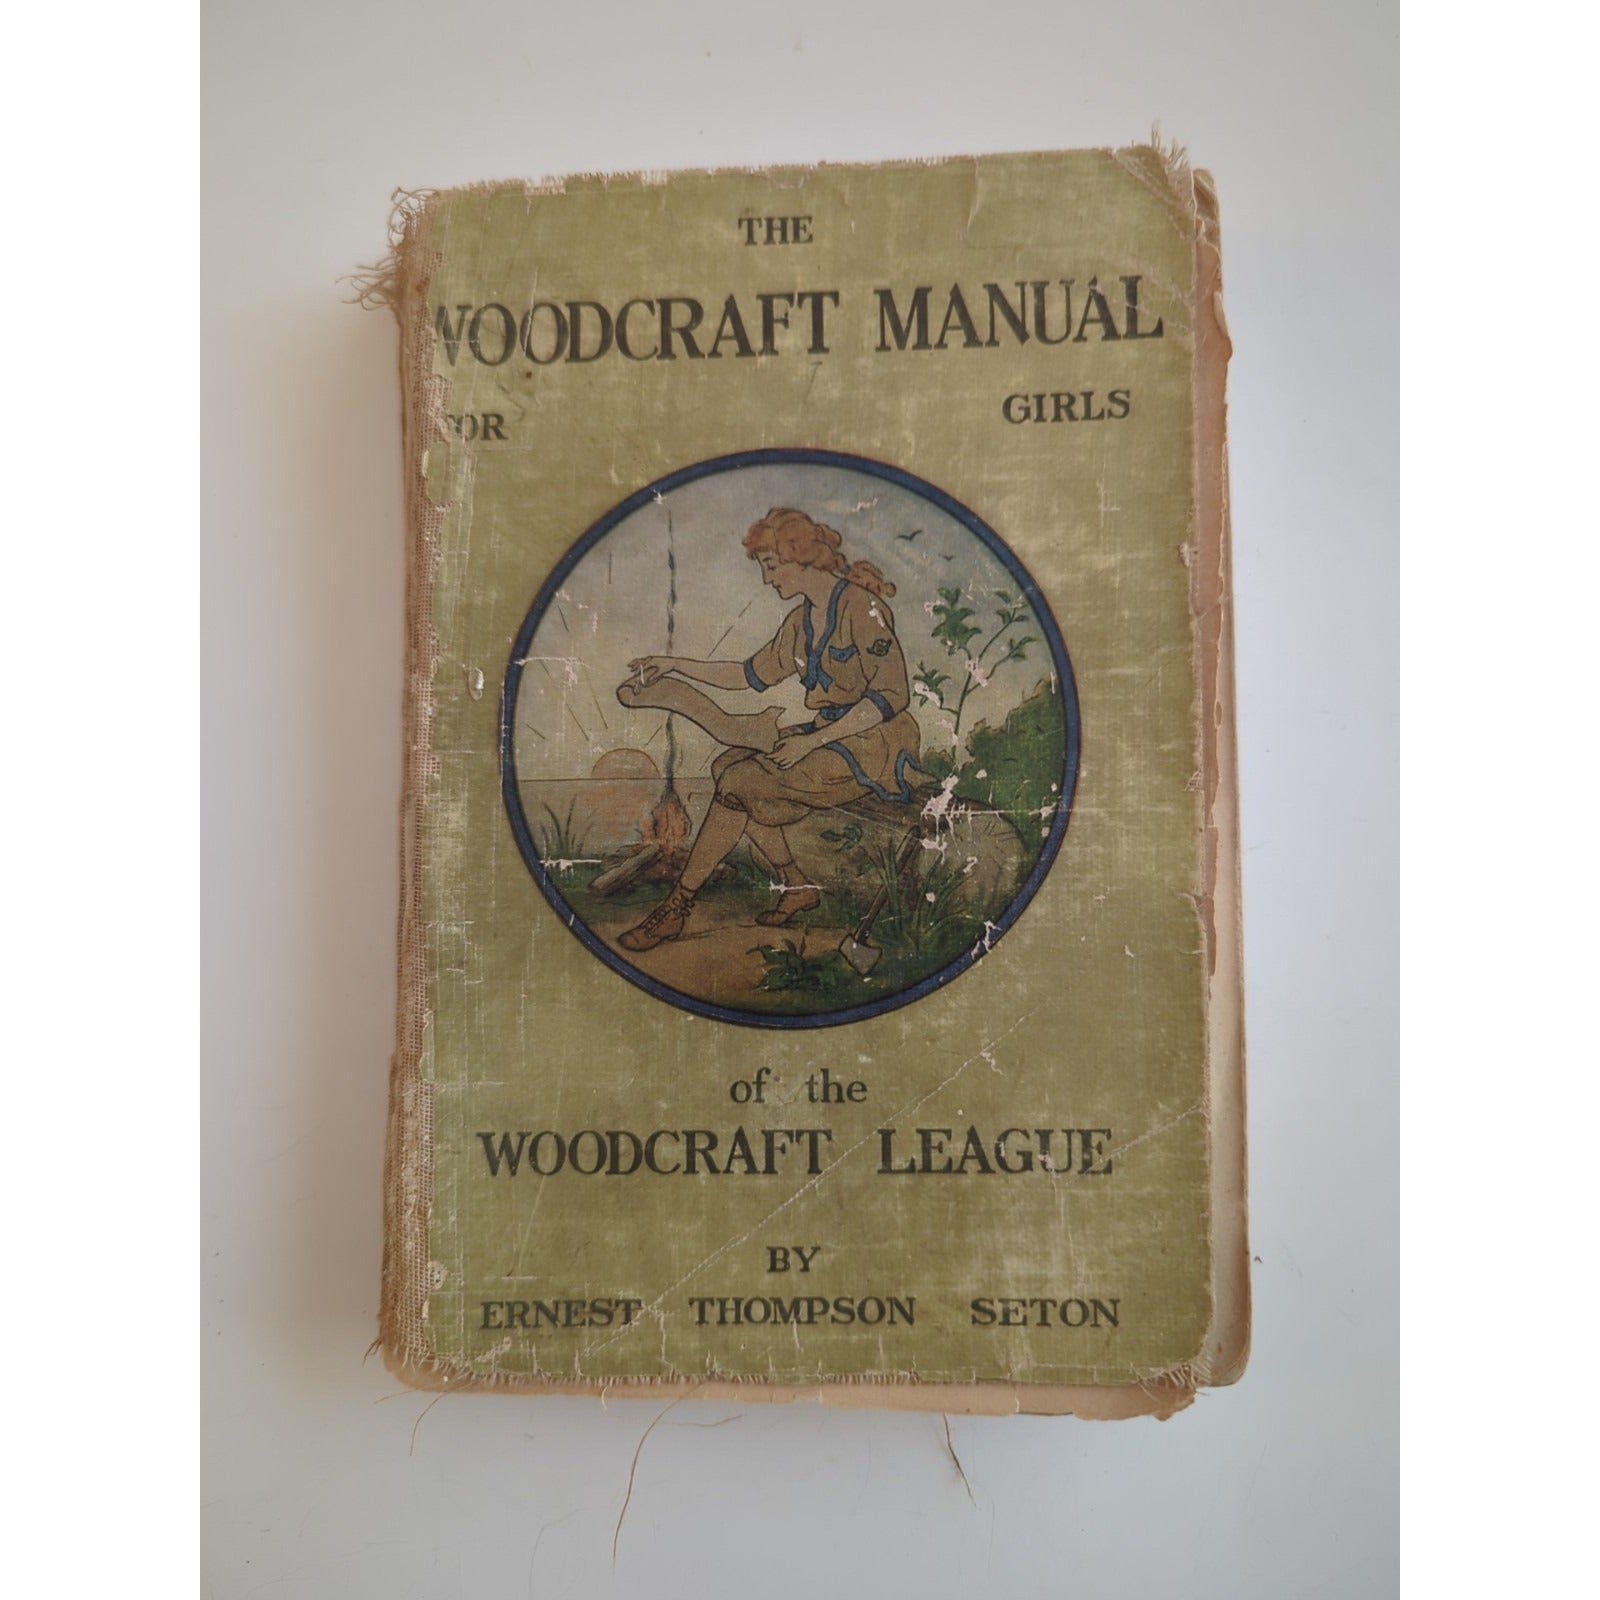 THE
WOODCRAFT MANUAL
FOR GIRLS
of the
WOODCRAFT LEAGUE
BY
ERNEST THOMPSON SETON